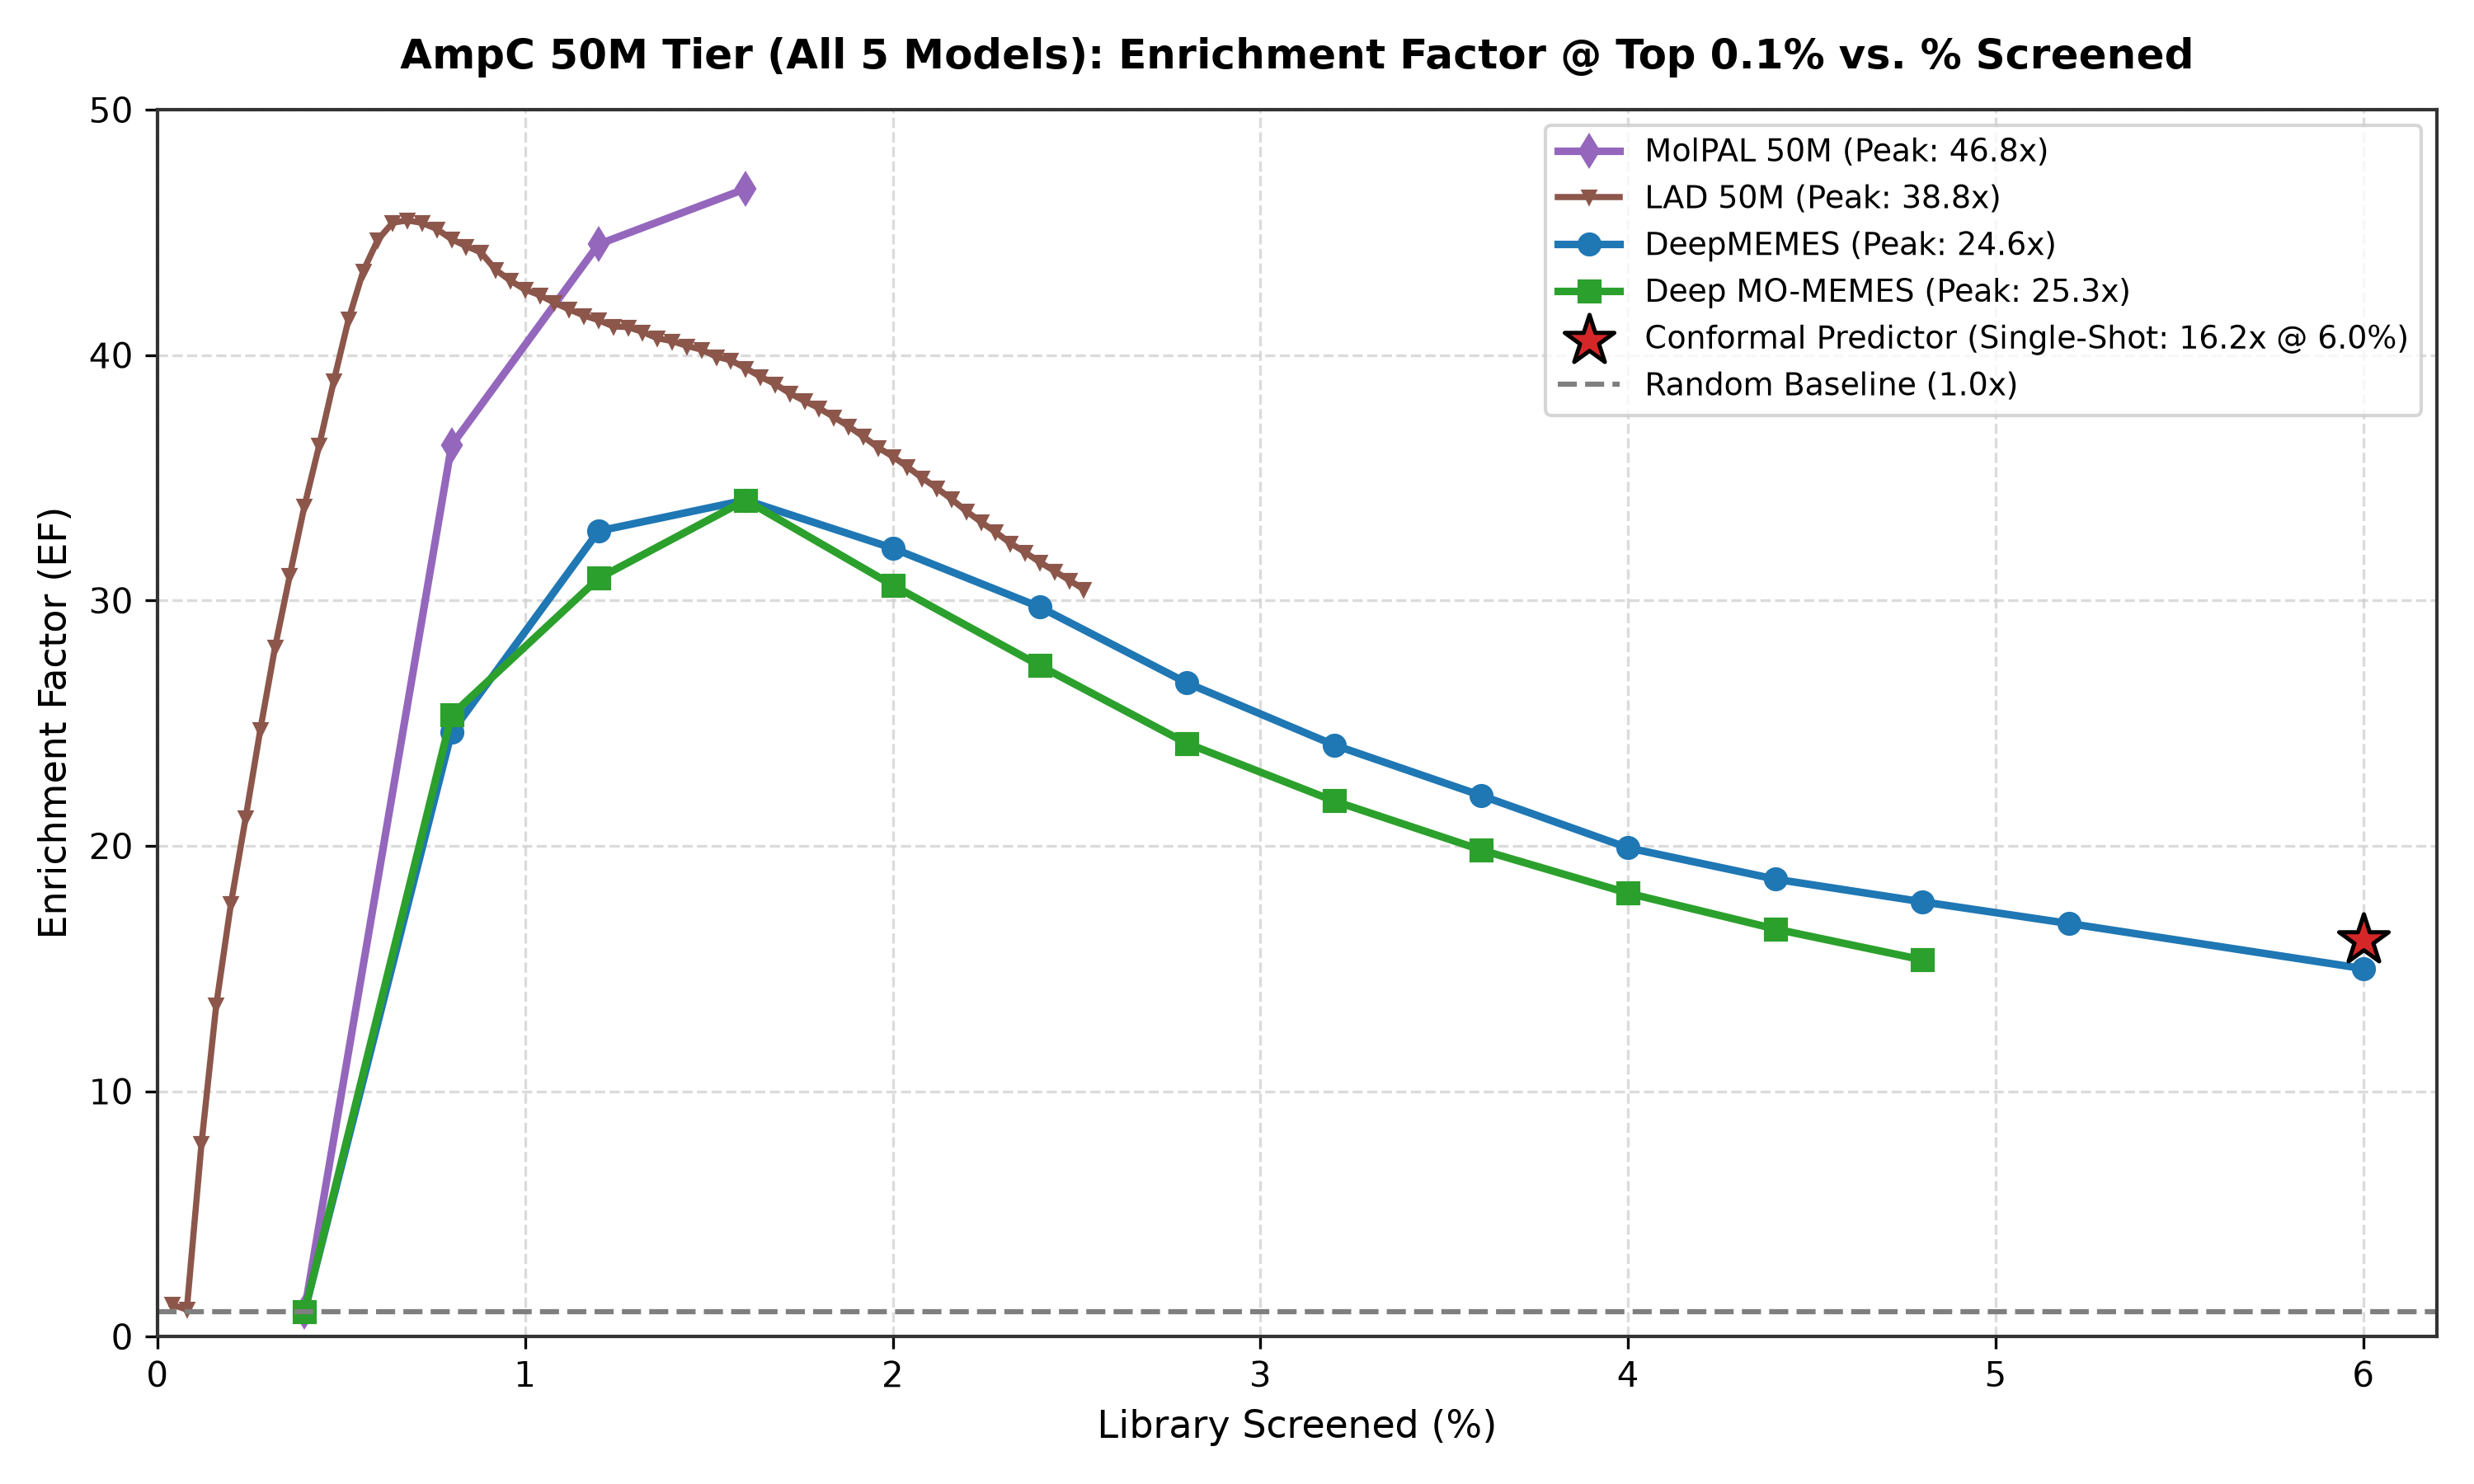 AmpC 50M Tier (All 5 Models): Enrichment Factor @ Top 0.1% vs. % Screened
Enrichment Factor (EF)
50
40
30
20
10
0
MolPAL 50M (Peak: 46.8x)
LAD 50M (Peak: 38.8x)
DeepMEMES (Peak: 24.6x)
Deep MO-MEMES (Peak: 25.3x)
Conformal Predictor (Single-Shot: 16.2x @ 6.0%)
Random Baseline (1.0x)
0 1 2 3 4 5 6
Library Screened (%)